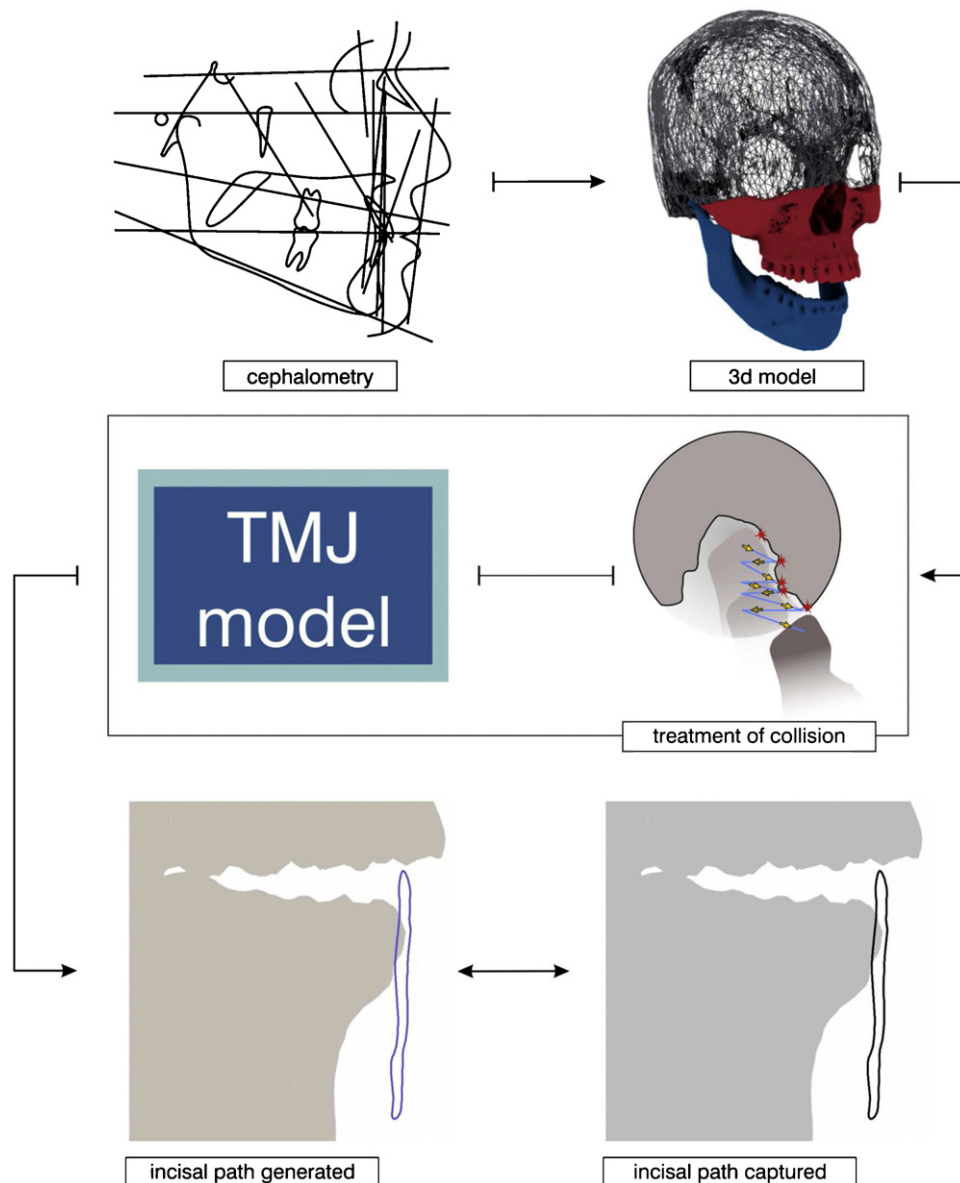 cephalometry
3d model
TMJ
model
treatment of collision
incisal path generated
incisal path captured